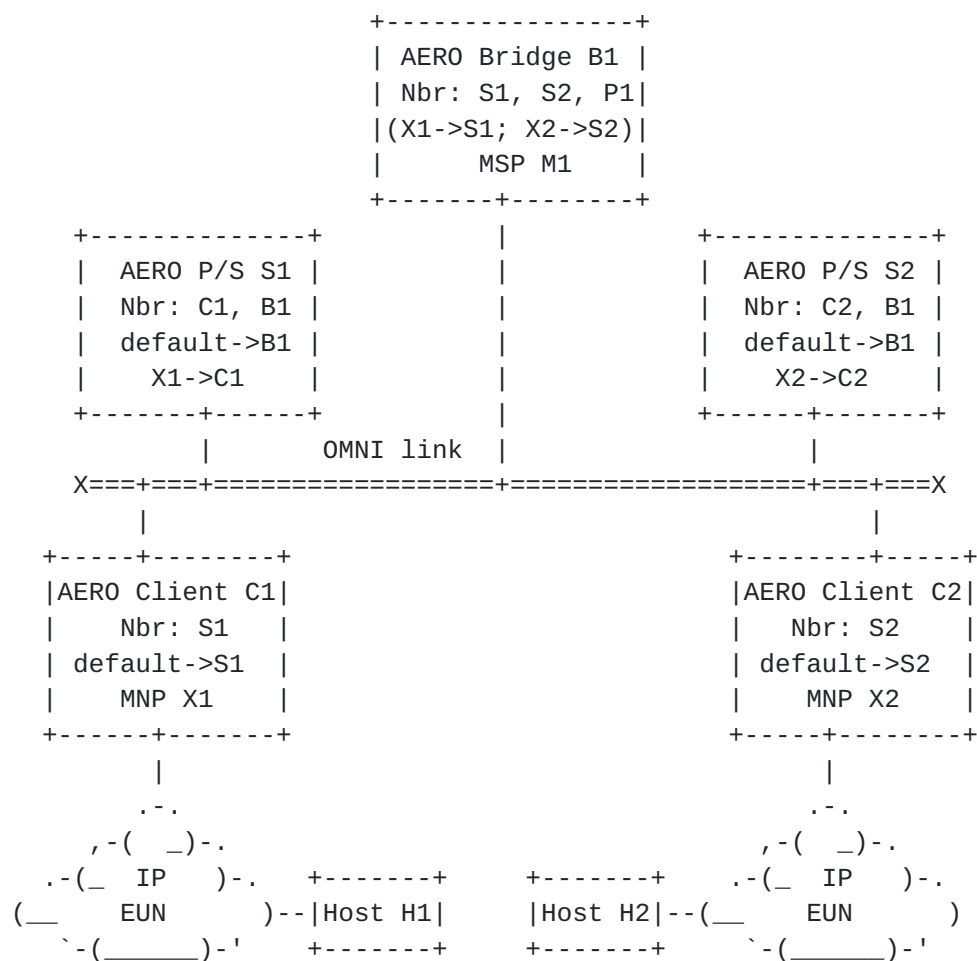 AERO Bridge B1
Nbr: S1, S2, P1
(X1->S1; X2->S2)
MSP M1
AERO P/S S1
Nbr: C1, B1
default->B1
X1->C1
AERO P/S S2
Nbr: C2, B1
default->B1
X2->C2
OMNI link
X===+===+==================+===================+===+===X
AERO Client C1
Nbr: S1
default->S1
MNP X1
AERO Client C2
Nbr: S2
default->S2
MNP X2
IP
EUN
Host H1
Host H2
IP
EUN